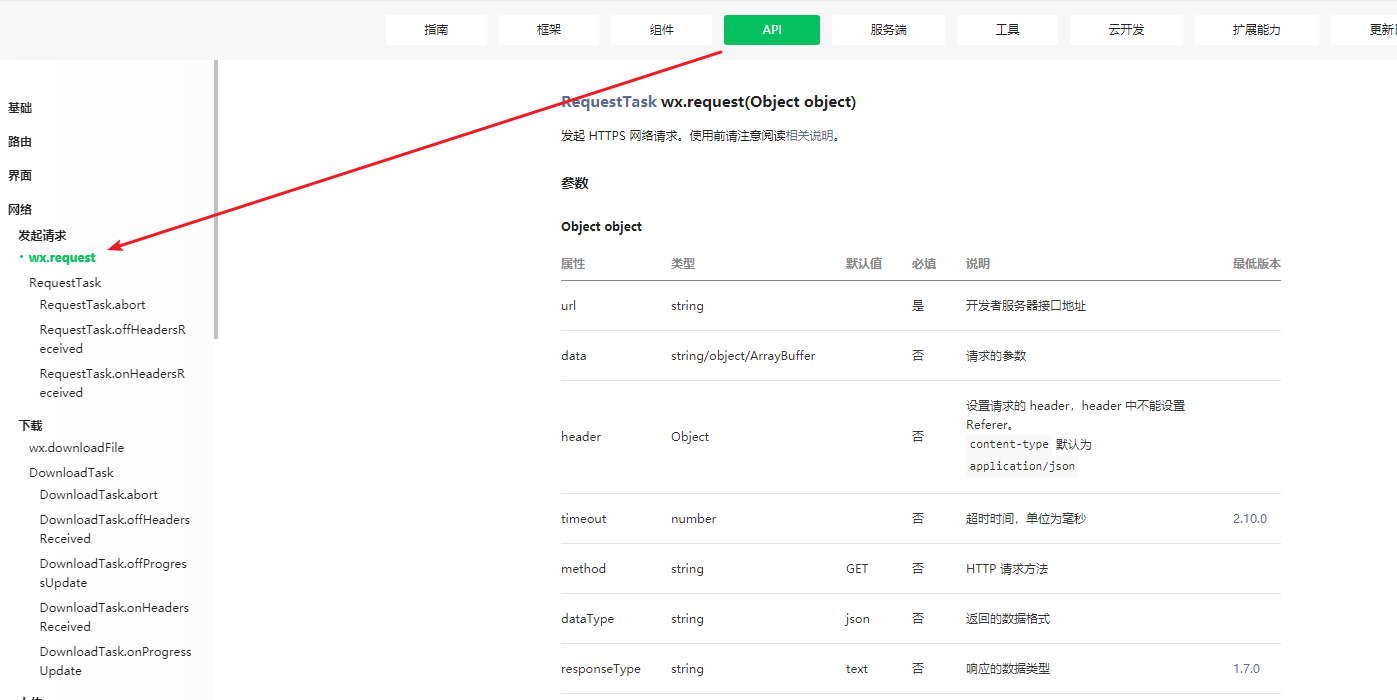 指南 框架 组件 API 服务端 工具 云开发 扩展能力 更新
基础
路由
界面
网络
发起请求
· wx.request
RequestTask
RequestTask.abort
RequestTask.offHeadersR
eceived
RequestTask.onHeadersR
eceived
下载
wx.downloadFile
DownloadTask
DownloadTask.abort
DownloadTask.offHeaders
Received
DownloadTask.offProgres
sUpdate
DownloadTask.onHeaders
Received
DownloadTask.onProgress
Update
RequestTask wx.request(Object object)
发起 HTTPS 网络请求。使用前请注意阅读相关说明。
参数
Object object
属性 类型 默认值 必填 说明 最低版本
url string 是 开发者服务器接口地址
data string/object/ArrayBuffer 否 请求的参数
header Object 否 设置请求的 header，header 中不能设置
Referer。
content-type 默认为
application/json
timeout number 否 超时时间，单位为毫秒 2.10.0
method string GET 否 HTTP 请求方法
dataType string json 否 返回的数据格式
responseType string text 否 响应的数据类型 1.7.0